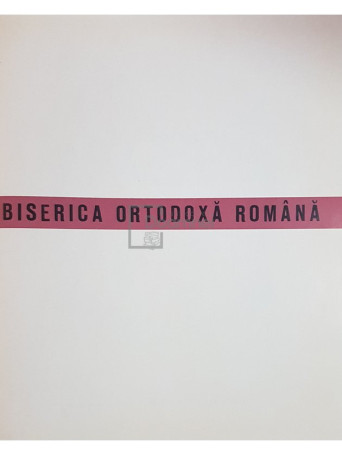 BISERICA ORTODOXĂ ROMÂNĂ